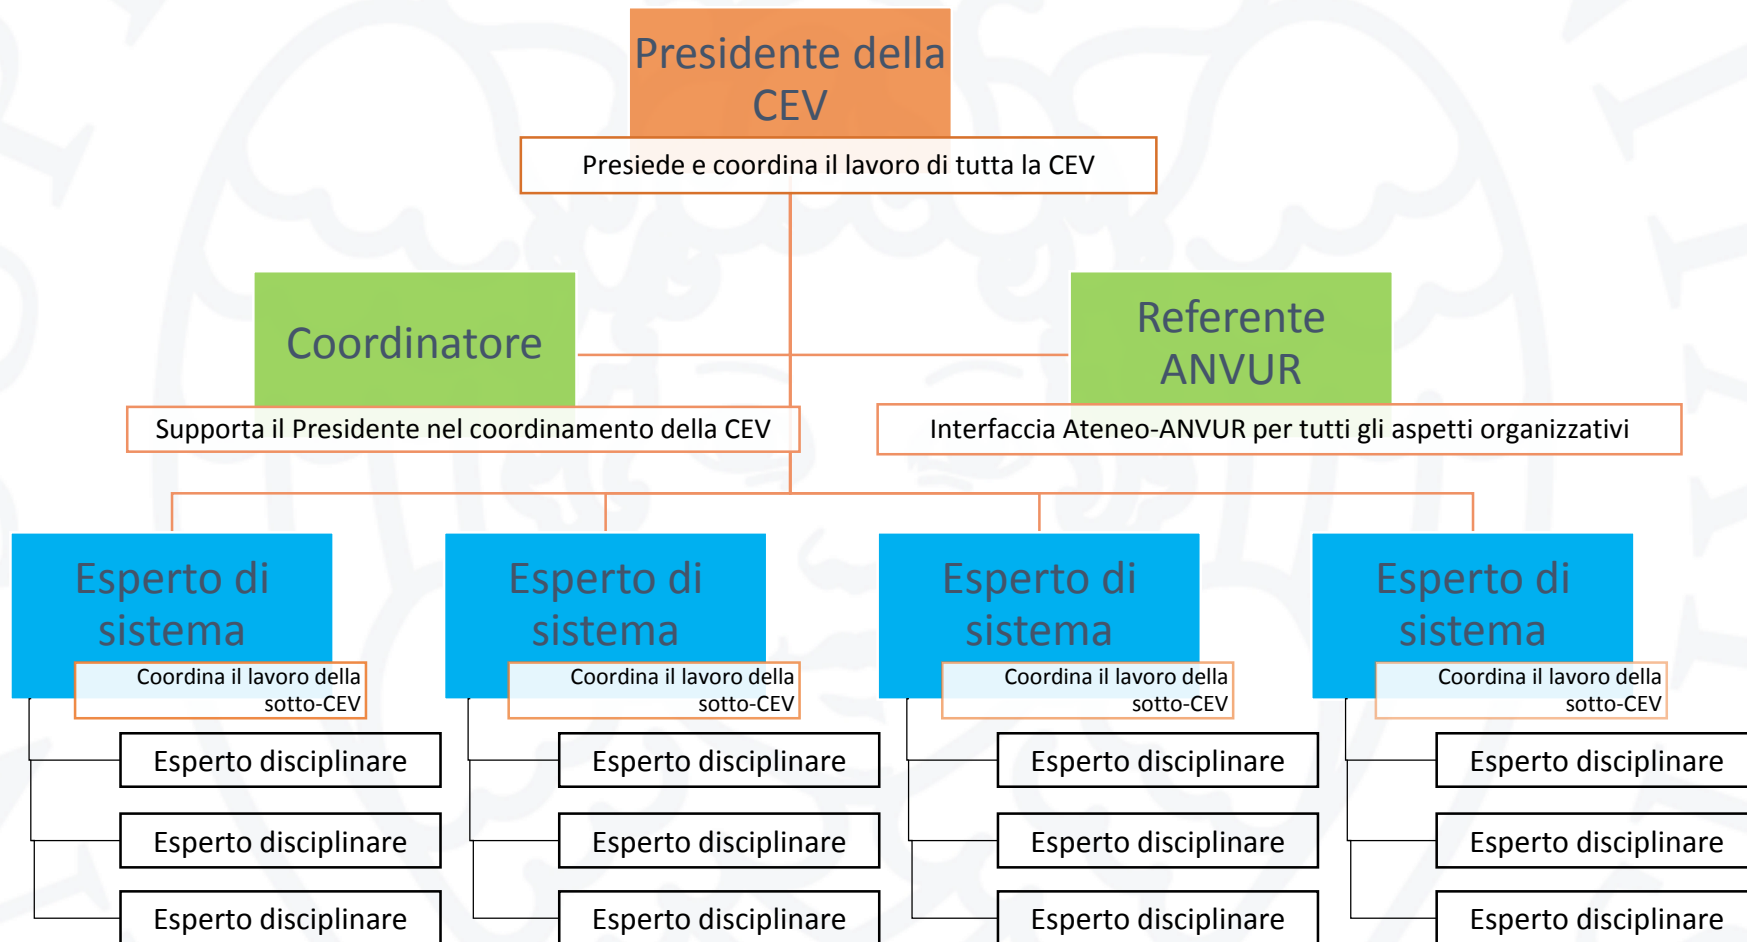 Presidente della
CEV
Presiede e coordina il lavoro di tutta la CEV
Coordinatore
Supporta il Presidente nel coordinamento della CEV
Referente
ANVUR
Interfaccia Ateneo-ANVUR per tutti gli aspetti organizzativi
Esperto di
sistema
Coordina il lavoro della
sotto-CEV
Esperto disciplinare
Esperto disciplinare
Esperto disciplinare
Esperto di
sistema
Coordina il lavoro della
sotto-CEV
Esperto disciplinare
Esperto disciplinare
Esperto disciplinare
Esperto di
sistema
Coordina il lavoro della
sotto-CEV
Esperto disciplinare
Esperto disciplinare
Esperto disciplinare
Esperto di
sistema
Coordina il lavoro della
sotto-CEV
Esperto disciplinare
Esperto disciplinare
Esperto disciplinare